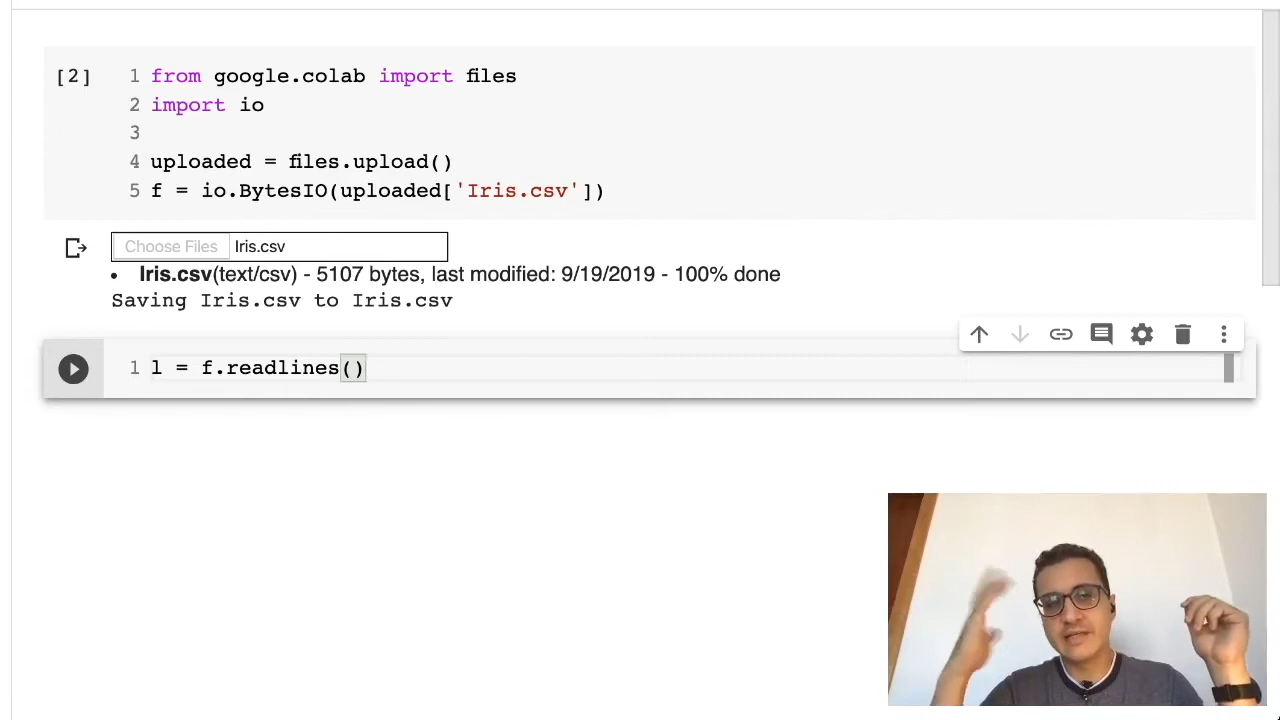 [2] 1 from google.colab import files
2 import io
3
4 uploaded = files.upload()
5 f = io.BytesIO(uploaded['Iris.csv'])
Choose Files Iris.csv
• Iris.csv(text/csv) - 5107 bytes, last modified: 9/19/2019 - 100% done
Saving Iris.csv to Iris.csv
1 l = f.readlines()